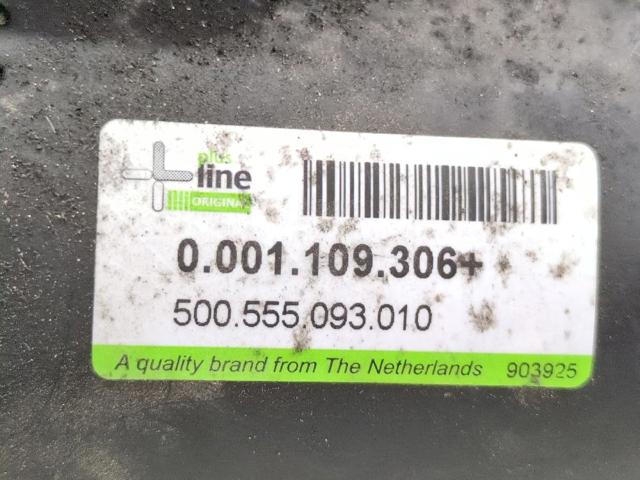 plus
line
ORIGINAL
0.001.109.306+
500.555.093.010
A quality brand from The Netherlands 903925